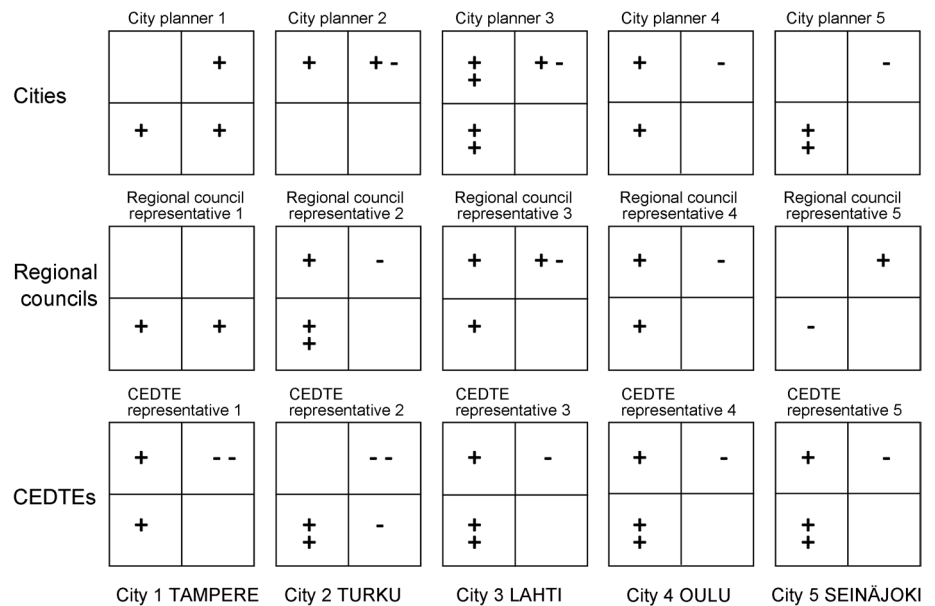 City planner 1 City planner 2 City planner 3 City planner 4 City planner 5
+ + + - + + - + - -
+
Cities
+ + + + +
+ +
Regional council Regional council Regional council Regional council Regional council
representative 1 representative 2 representative 3 representative 4 representative 5
+ - + + - + - +
Regional
councils
+ + + + + -
+
CEDTE CEDTE CEDTE CEDTE CEDTE
representative 1 representative 2 representative 3 representative 4 representative 5
+ - - - - + - + - + -
CEDTEs
+ + - + + +
+ + + +
City 1 TAMPERE City 2 TURKU City 3 LAHTI City 4 OULU City 5 SEINÄJOKI